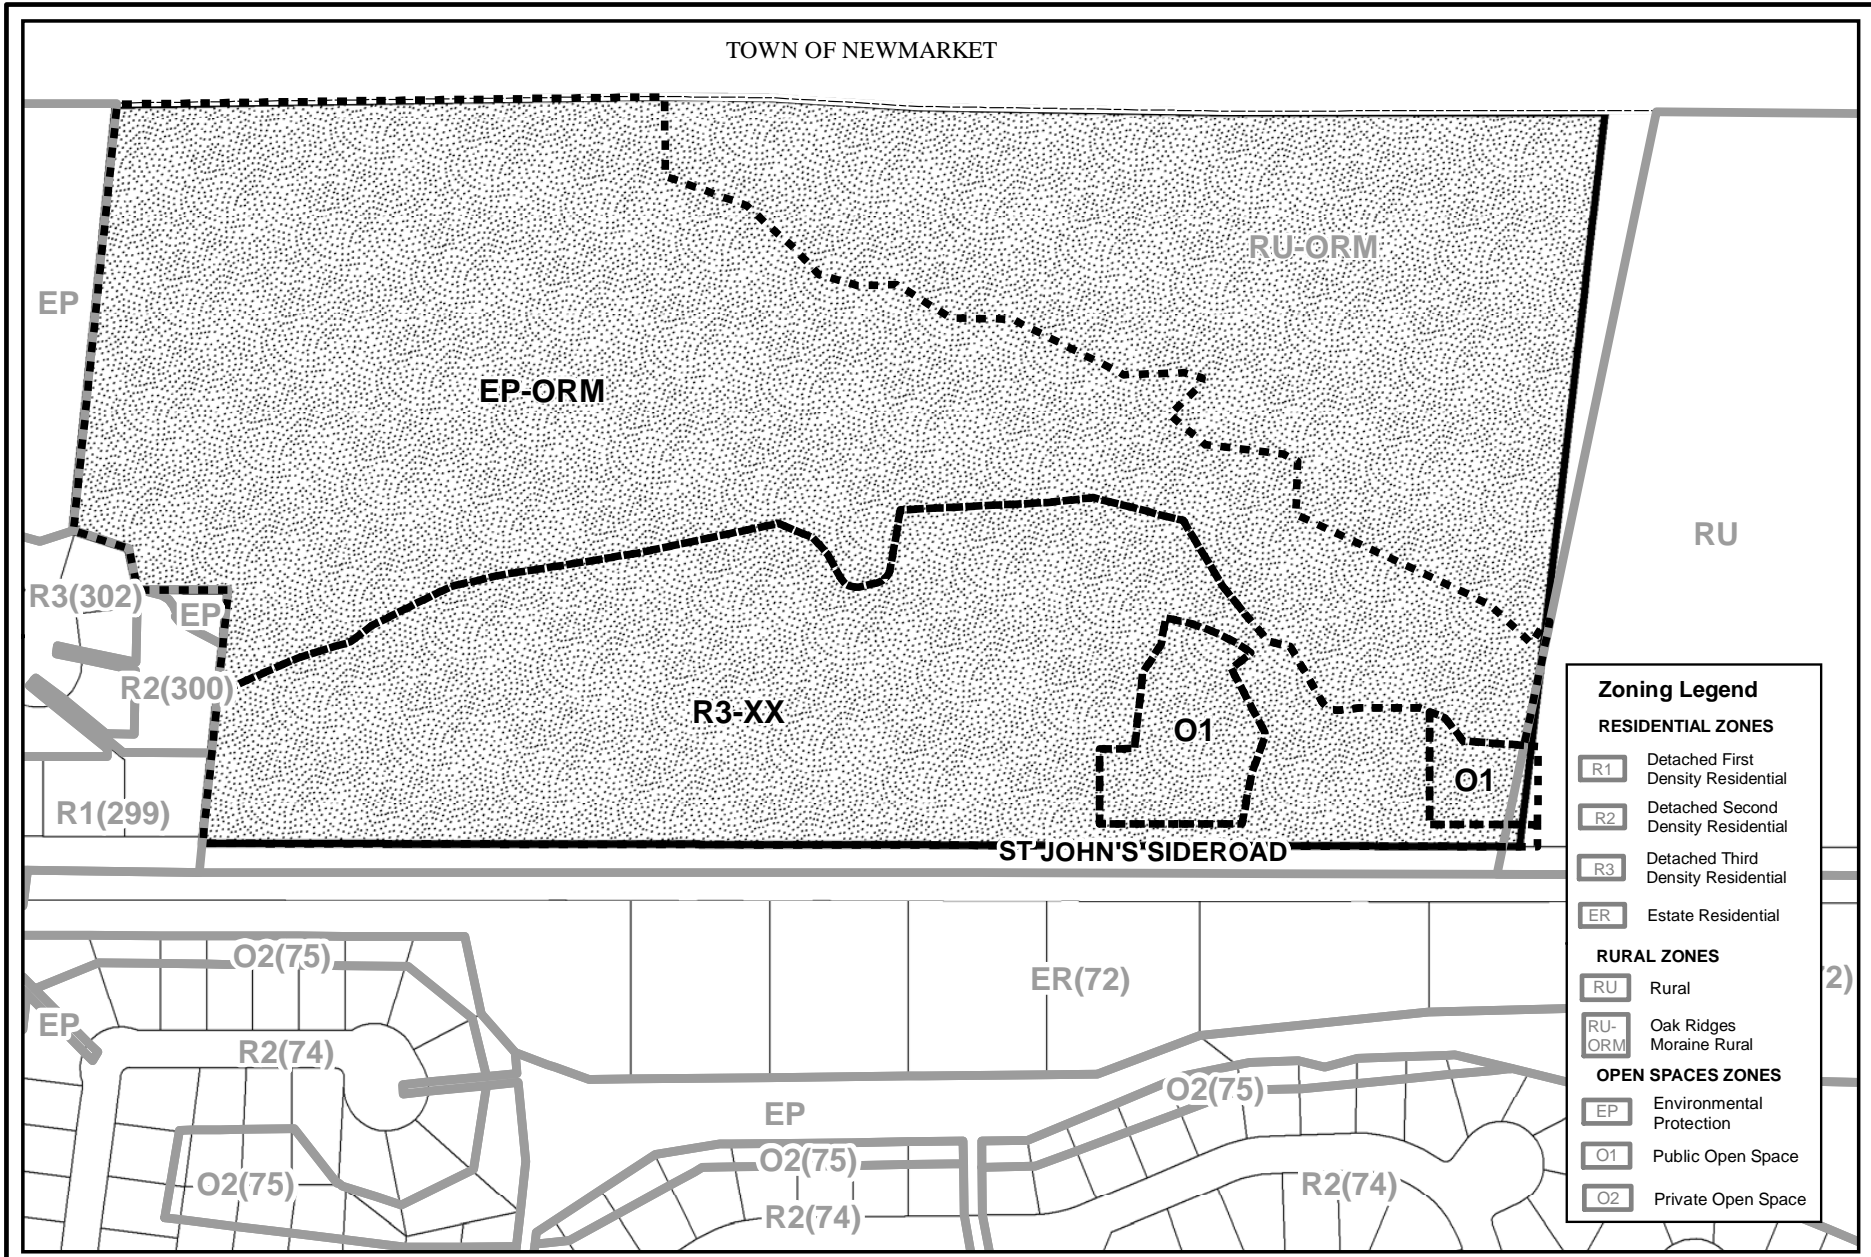 TOWN OF NEWMARKET
RU-ORM
EP
EP-ORM
RU
R3(302)
EP
R2(300)
R3-XX
O1
O1
R1(299)
ST JOHN'S SIDEROAD
O2(75)
ER(72)
2)
EP
R2(74)
O2(75)
EP
O2(75)
O2(75)
R2(74)
R2(74)
Zoning Legend
RESIDENTIAL ZONES
R1 Detached First
Density Residential
R2 Detached Second
Density Residential
R3 Detached Third
Density Residential
ER Estate Residential
RURAL ZONES
RU Rural
RU- Oak Ridges
ORM Moraine Rural
OPEN SPACES ZONES
EP Environmental
Protection
O1 Public Open Space
O2 Private Open Space